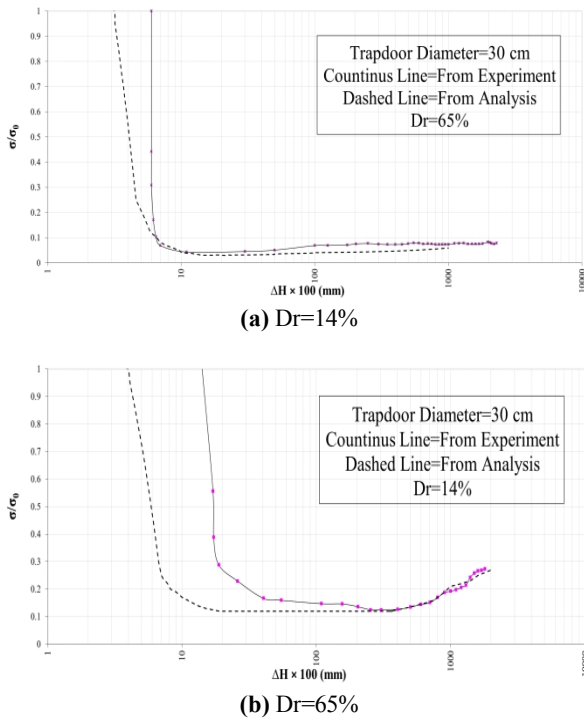 1
0.9
0.8
0.7
0.6
0.5
0.4
0.3
0.2
0.1
0
σ/σ0
Trapdoor Diameter=30 cm
Countinus Line=From Experiment
Dashed Line=From Analysis
Dr=65%
1
10
100
1000
10000
ΔH × 100 (mm)
(a) Dr=14%
1
0.9
0.8
0.7
0.6
0.5
0.4
0.3
0.2
0.1
0
σ/σ0
Trapdoor Diameter=30 cm
Countinus Line=From Experiment
Dashed Line=From Analysis
Dr=14%
1
10
100
1000
10000
ΔH × 100 (mm)
(b) Dr=65%